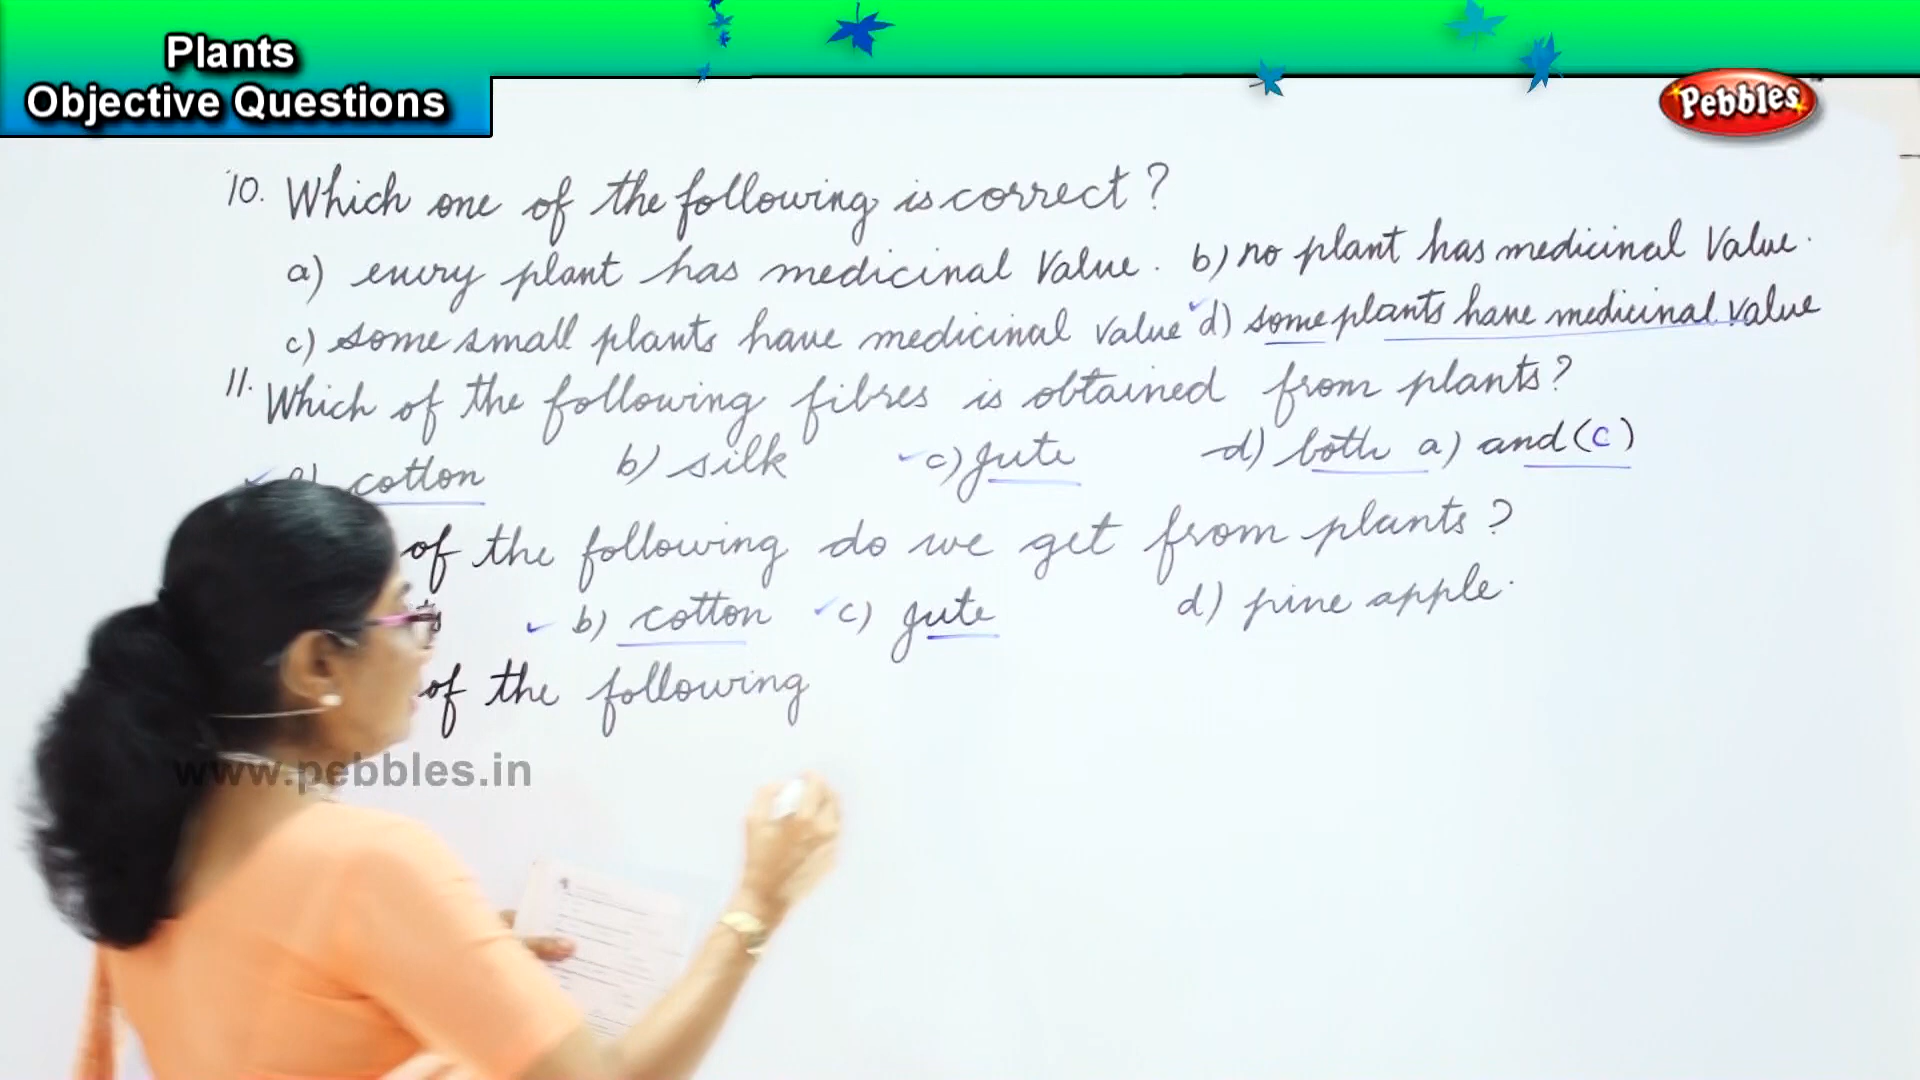 Plants
Objective Questions
Pebbles
10. Which one of the following is correct?
a) every plant has medicinal Value. b) no plant has medicinal Value.
c) some small plants have medicinal value d) some plants have medicinal value
11. Which of the following fibres is obtained from plants?
a) cotton b) silk c) jute d) both a) and (c)
of the following do we get from plants?
b) cotton c) jute d) pine apple.
of the following
www.pebbles.in